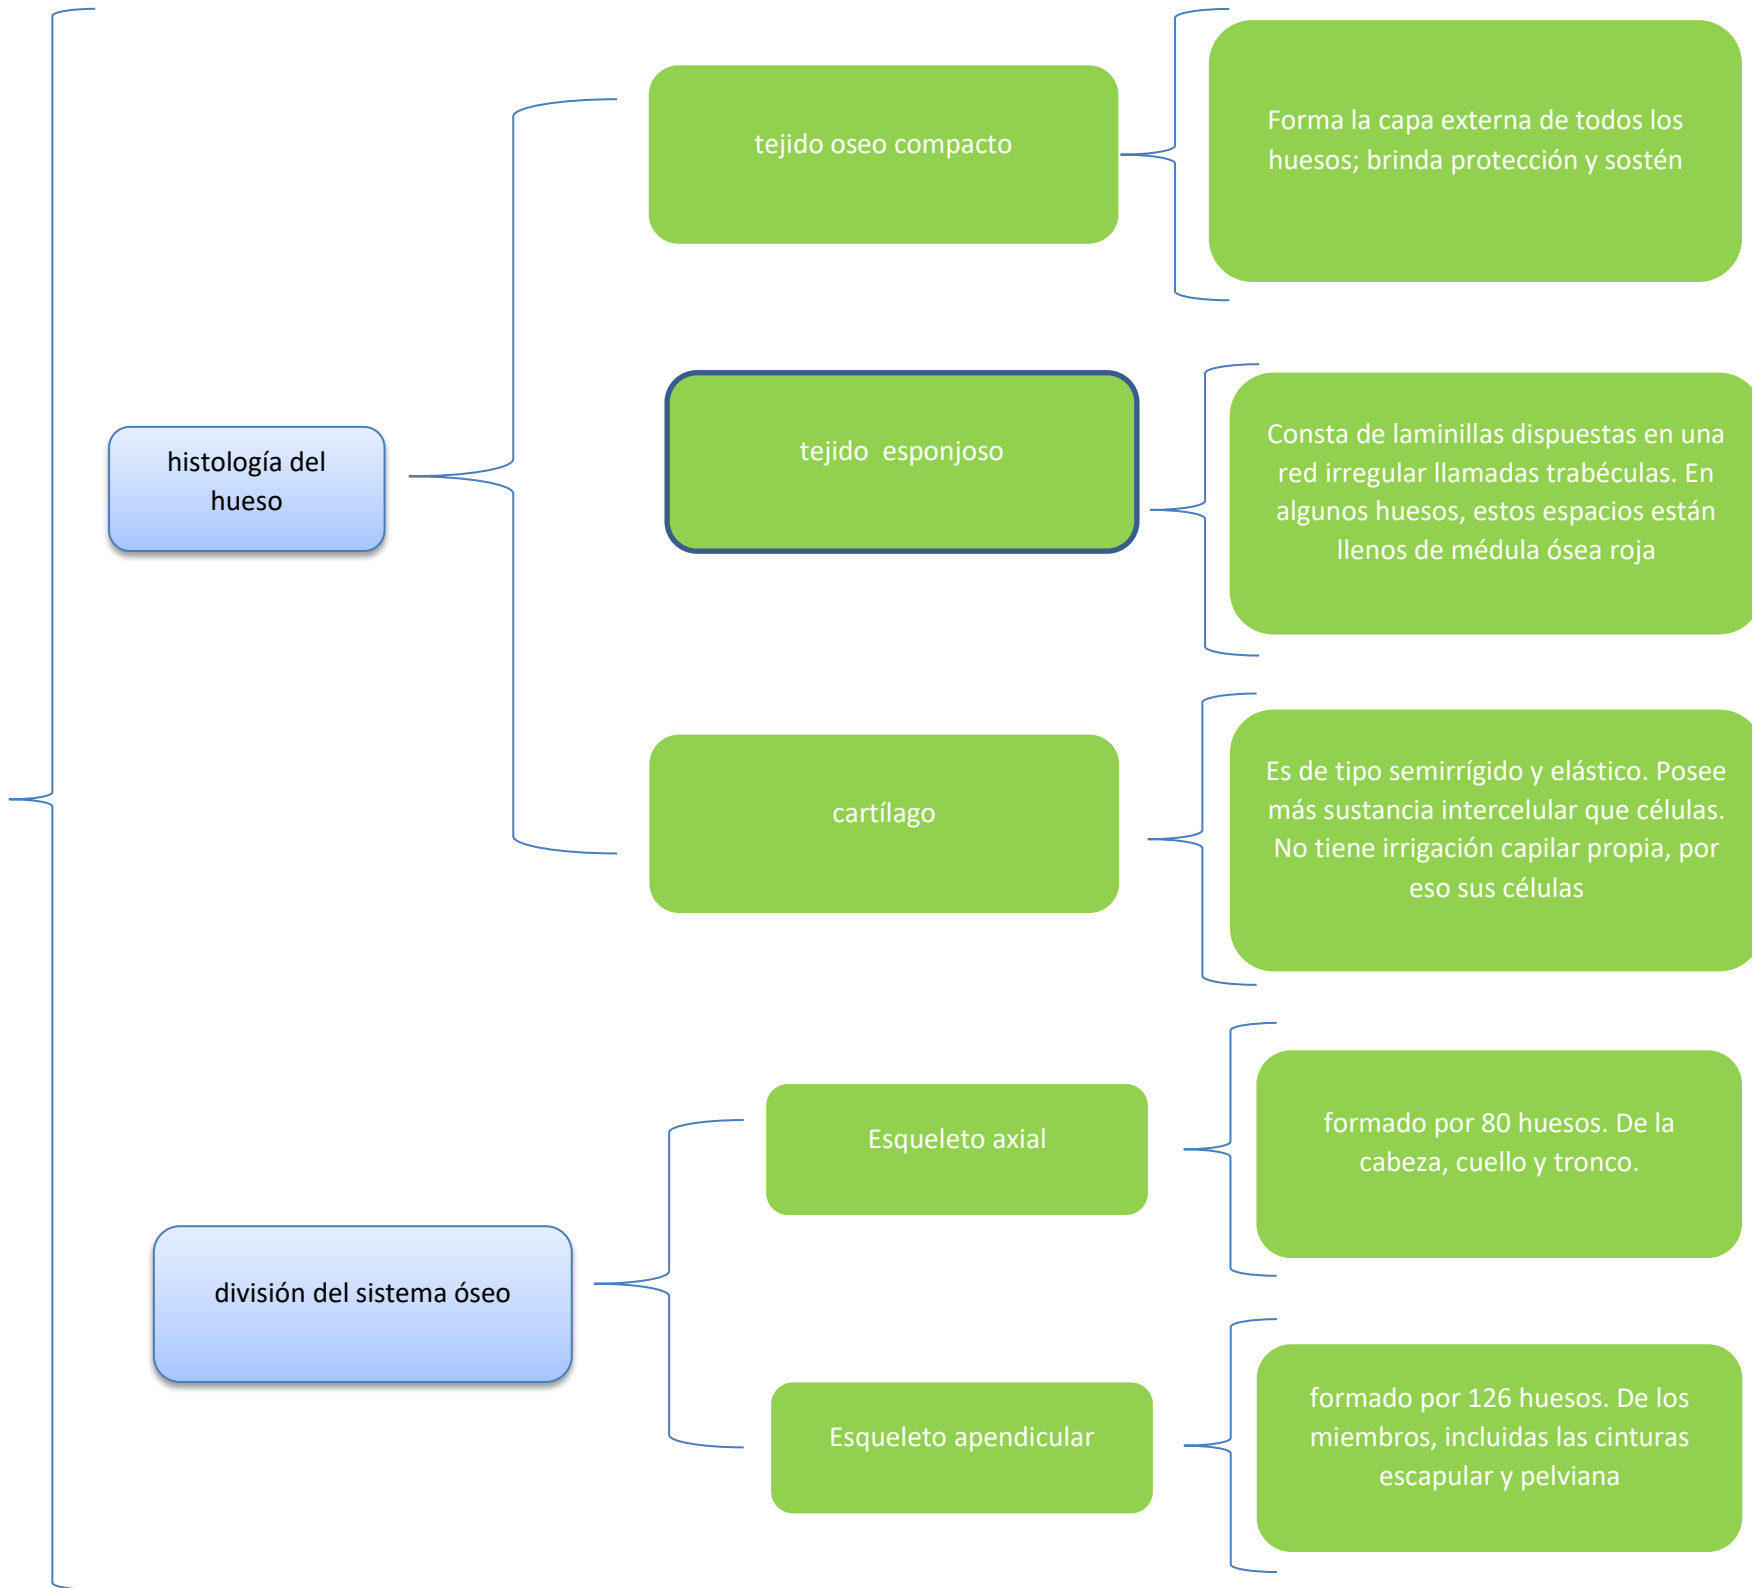 tejido oseo compacto
Forma la capa externa de todos los
huesos; brinda protección y sostén
histología del
hueso
tejido  esponjoso
Consta de laminillas dispuestas en una
red irregular llamadas trabéculas. En
algunos huesos, estos espacios están
llenos de médula ósea roja
cartílago
Es de tipo semirrígido y elástico. Posee
más sustancia intercelular que células.
No tiene irrigación capilar propia, por
eso sus células
división del sistema óseo
Esqueleto axial
formado por 80 huesos. De la
cabeza, cuello y tronco.
Esqueleto apendicular
formado por 126 huesos. De los
miembros, incluidas las cinturas
escapular y pelviana